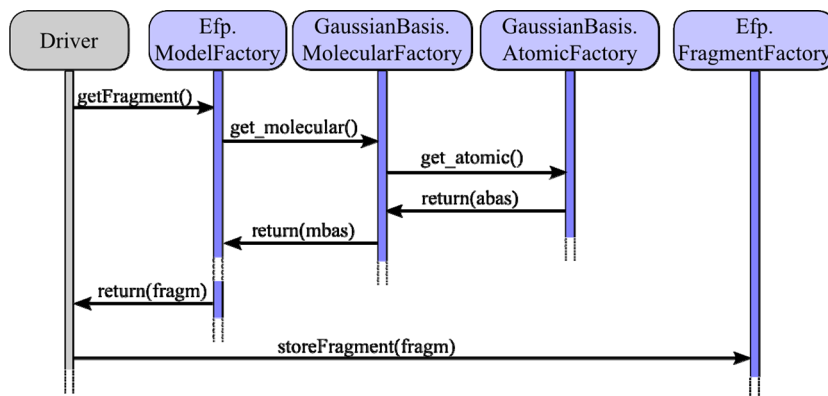 Driver
Efp.
ModelFactory
GaussianBasis.
MolecularFactory
GaussianBasis.
AtomicFactory
Efp.
FragmentFactory
getFragment()
get_molecular()
get_atomic()
return(abas)
return(mbas)
return(fragm)
storeFragment(fragm)